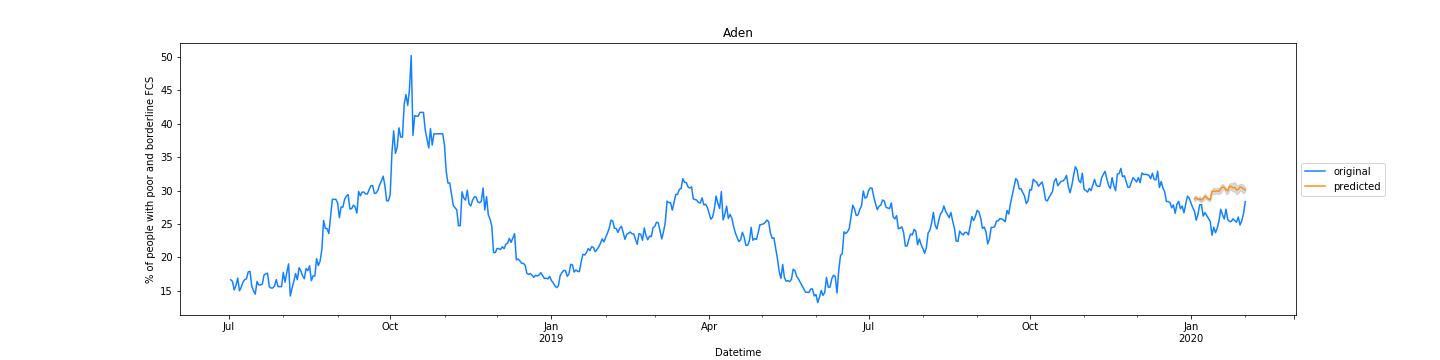 Aden
% of people with poor and borderline FCS
50
45
40
35
30
25
20
15
Jul
Oct
Jan
2019
Apr
Jul
Oct
Jan
2020
Datetime
original
predicted